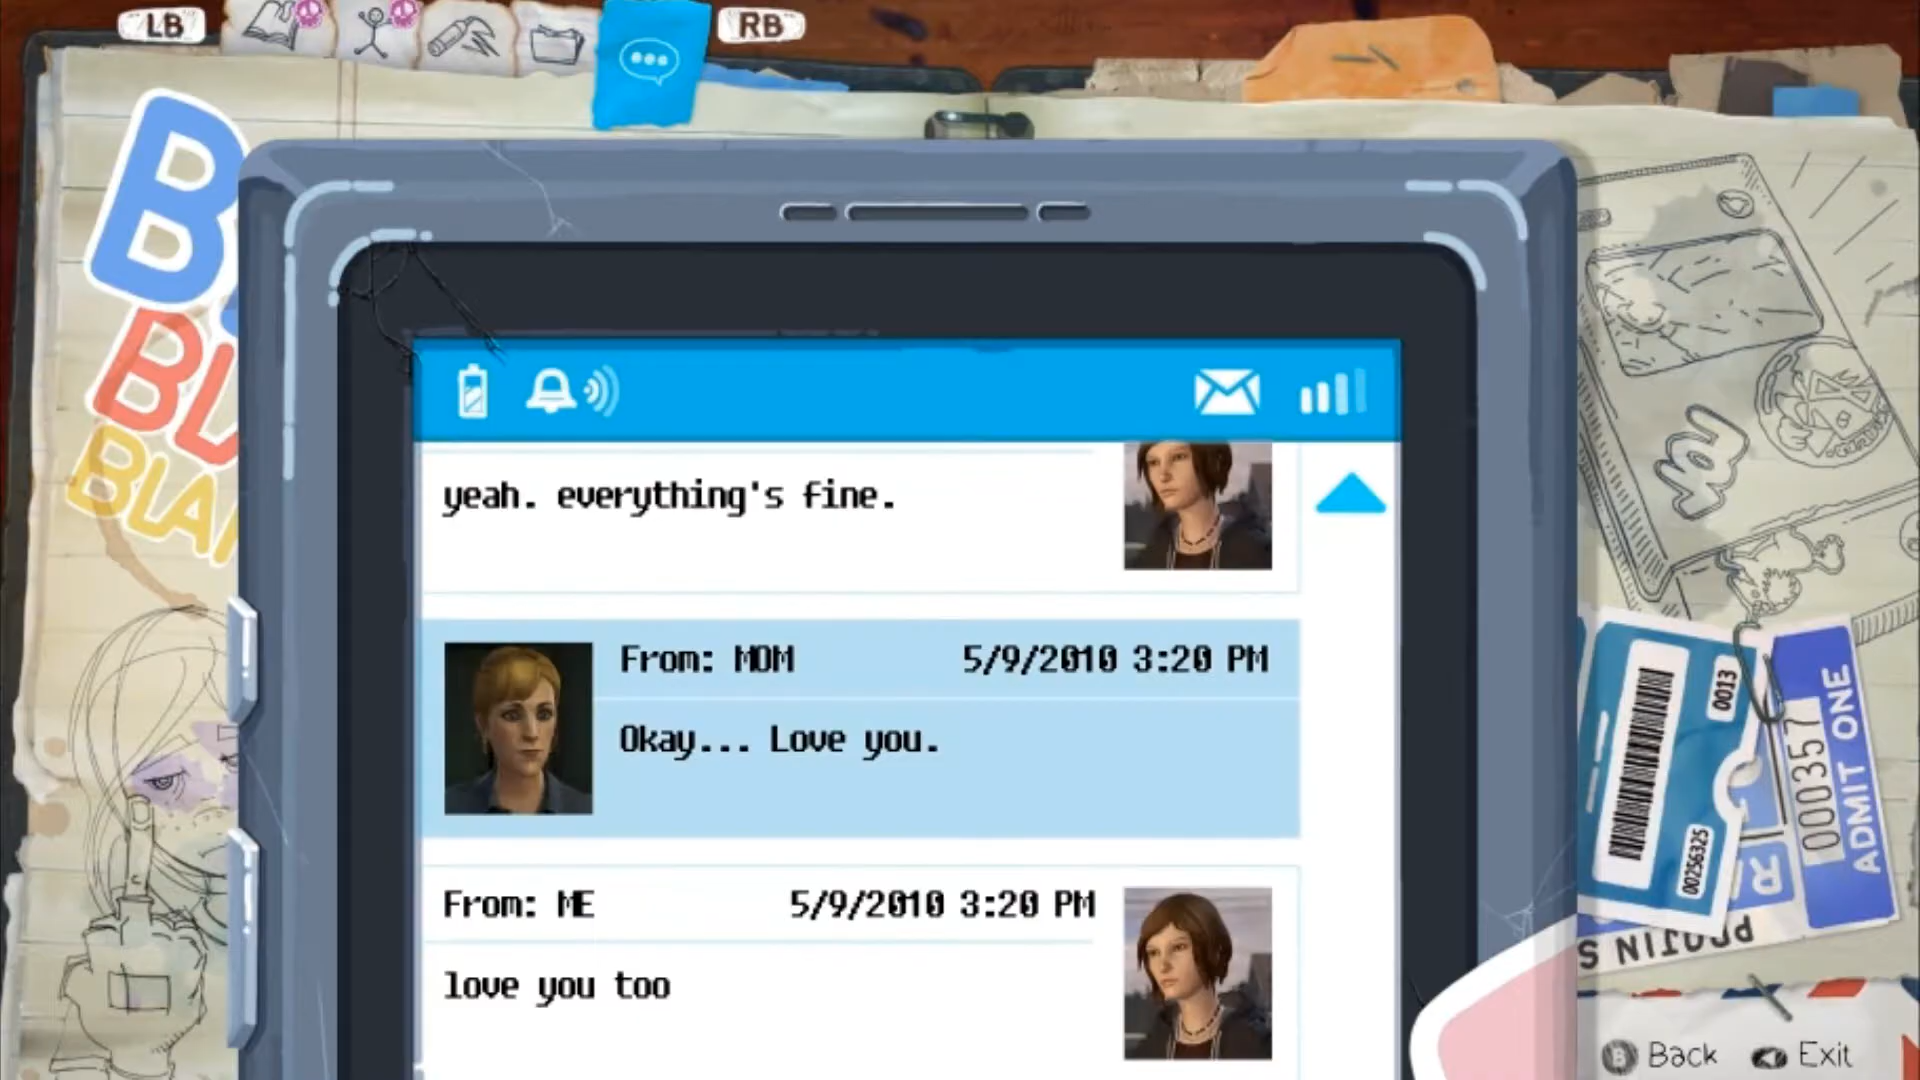 LB
RB
yeah. everything's fine.
From: MOM 5/9/2010 3:20 PM
Okay... Love you.
From: ME 5/9/2010 3:20 PM
love you too
0013
00256325
000357
ADMIT ONE
Back
Exit